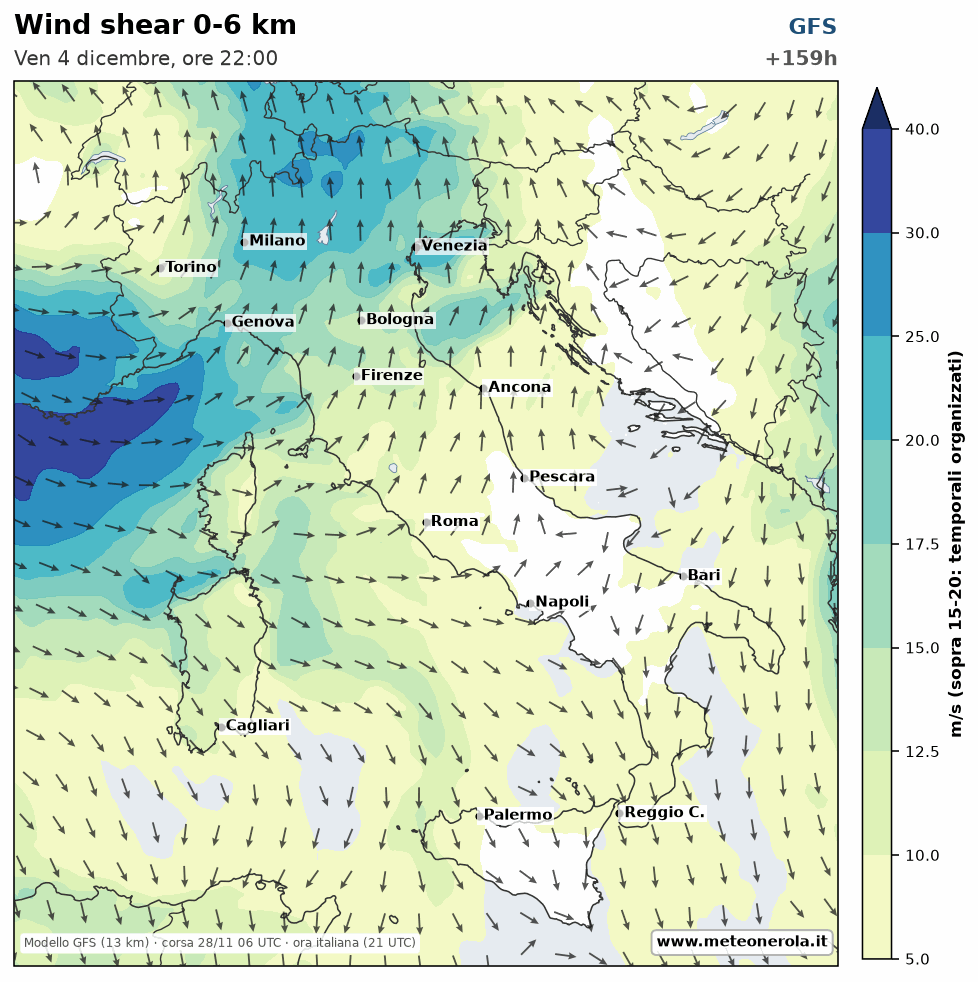 Wind shear 0-6 km
GFS
Ven 4 dicembre, ore 22:00
+159h
Milano
Venezia
Torino
Genova
Bologna
Firenze
Ancona
Pescara
Roma
Bari
Napoli
Cagliari
Palermo
Reggio C.
Modello GFS (13 km) · corsa 28/11 06 UTC · ora italiana (21 UTC)
www.meteonerola.it
40.0
30.0
25.0
20.0
17.5
15.0
12.5
10.0
5.0
m/s (sopra 15-20: temporali organizzati)